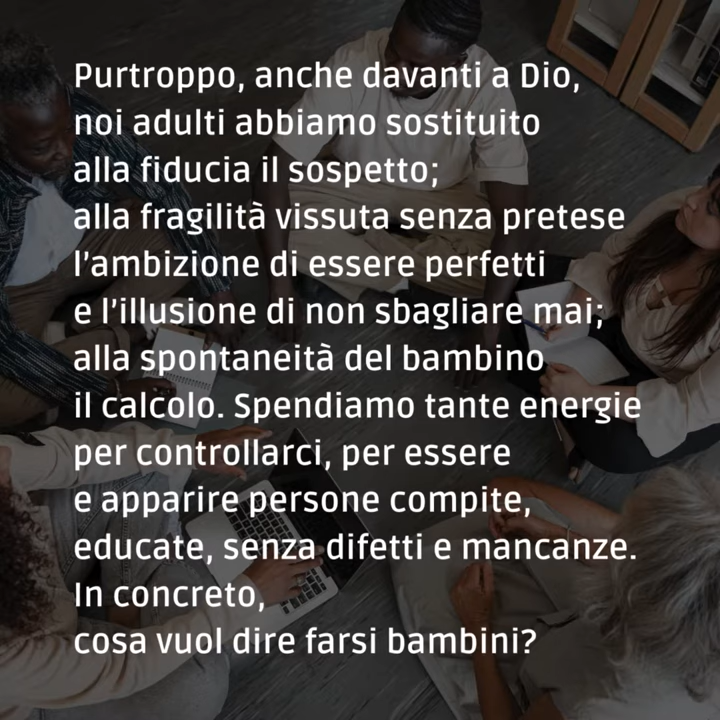 Purtroppo, anche davanti a Dio,
noi adulti abbiamo sostituito
alla fiducia il sospetto;
alla fragilità vissuta senza pretese
l’ambizione di essere perfetti
e l’illusione di non sbagliare mai;
alla spontaneità del bambino
il calcolo. Spendiamo tante energie
per controllarci, per essere
e apparire persone compite,
educate, senza difetti e mancanze.
In concreto,
cosa vuol dire farsi bambini?